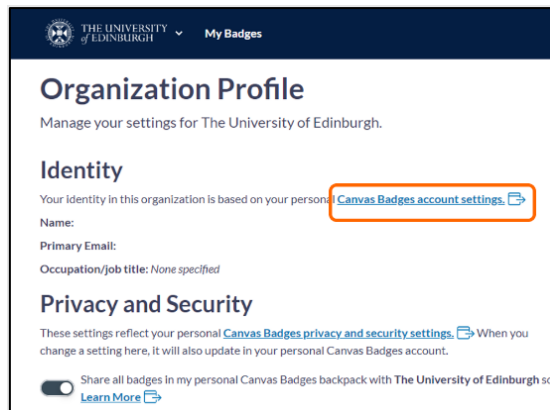 THE UNIVERSITY
of EDINBURGH
My Badges
Organization Profile
Manage your settings for The University of Edinburgh.
Identity
Your identity in this organization is based on your personal Canvas Badges account settings.
Name:
Primary Email:
Occupation/job title: None specified
Privacy and Security
These settings reflect your personal Canvas Badges privacy and security settings. When you
change a setting here, it will also update in your personal Canvas Badges account.
Share all badges in my personal Canvas Badges backpack with The University of Edinburgh
Learn More